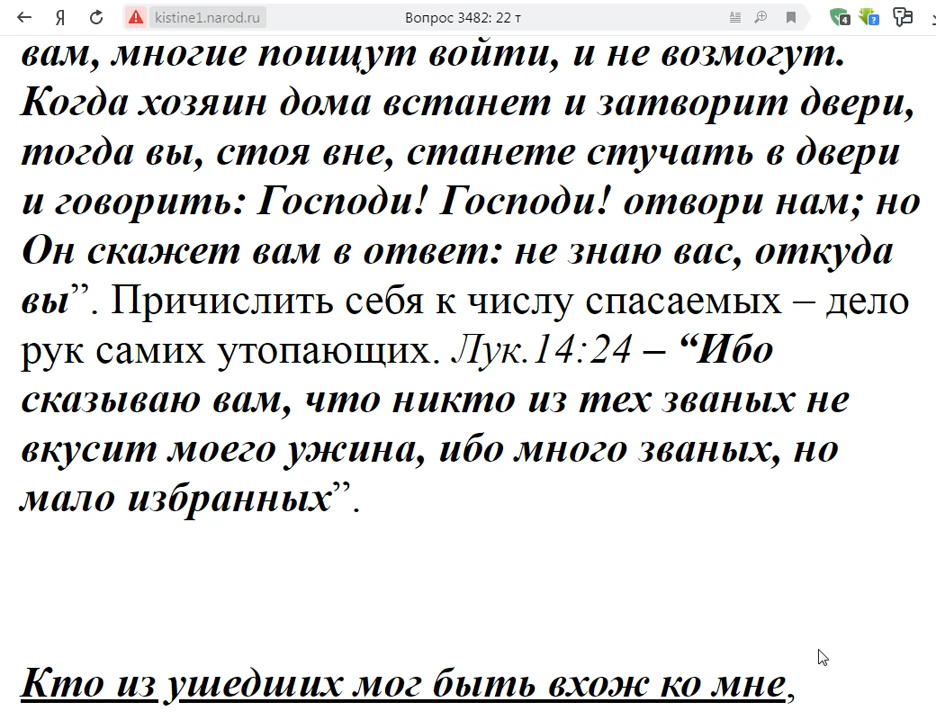 Я kistine1.narod.ru Вопрос 3482: 22 т 4 ?
вам, многие поищут войти, и не возмогут.
Когда хозяин дома встанет и затворит двери,
тогда вы, стоя вне, станете стучать в двери
и говорить: Господи! Господи! отвори нам; но
Он скажет вам в ответ: не знаю вас, откуда
вы”. Причислить себя к числу спасаемых – дело
рук самих утопающих. Лук.14:24 – “Ибо
сказываю вам, что никто из тех званых не
вкусит моего ужина, ибо много званых, но
мало избранных”.
Кто из ушедших мог быть вхож ко мне,